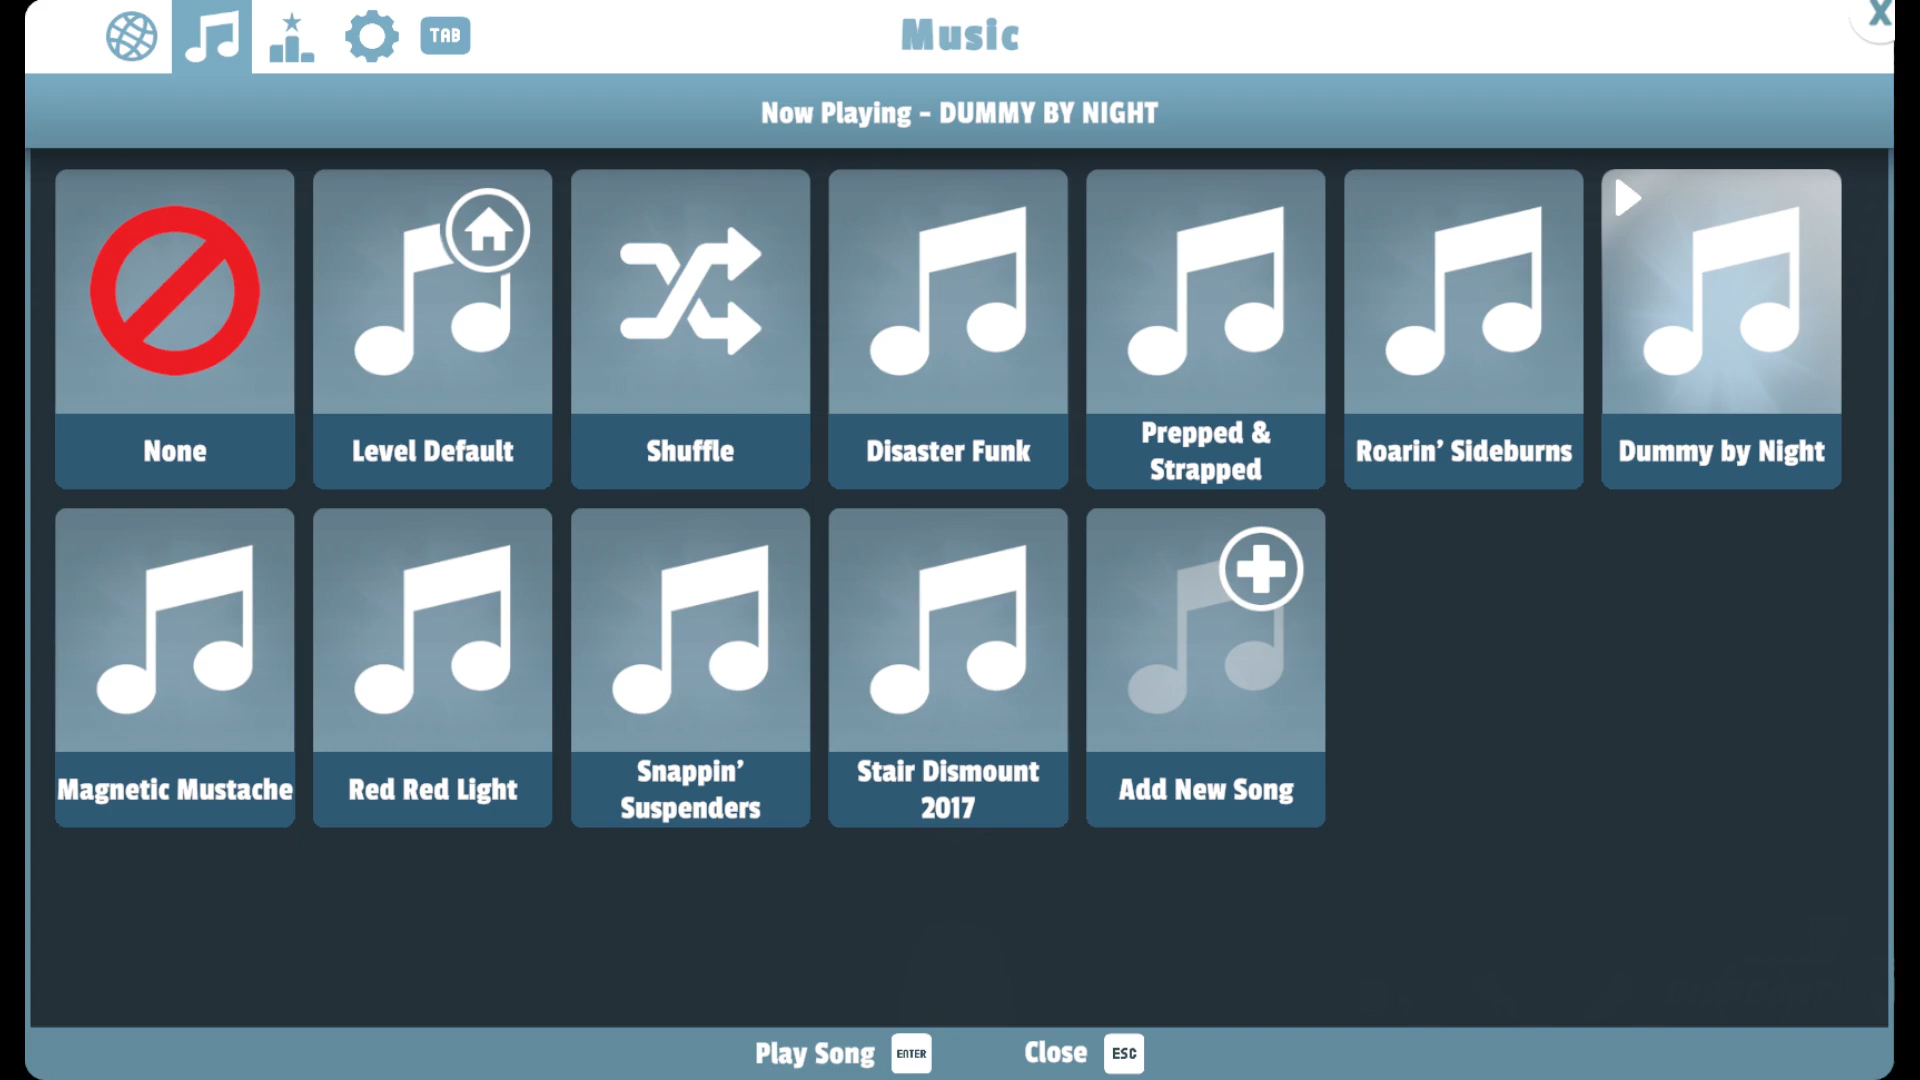 TAB
Music
X
Now Playing - DUMMY BY NIGHT
None
Level Default
Shuffle
Disaster Funk
Prepped &
Strapped
Roarin' Sideburns
Dummy by Night
Magnetic Mustache
Red Red Light
Snappin'
Suspenders
Stair Dismount
2017
Add New Song
Play Song ENTER
Close ESC